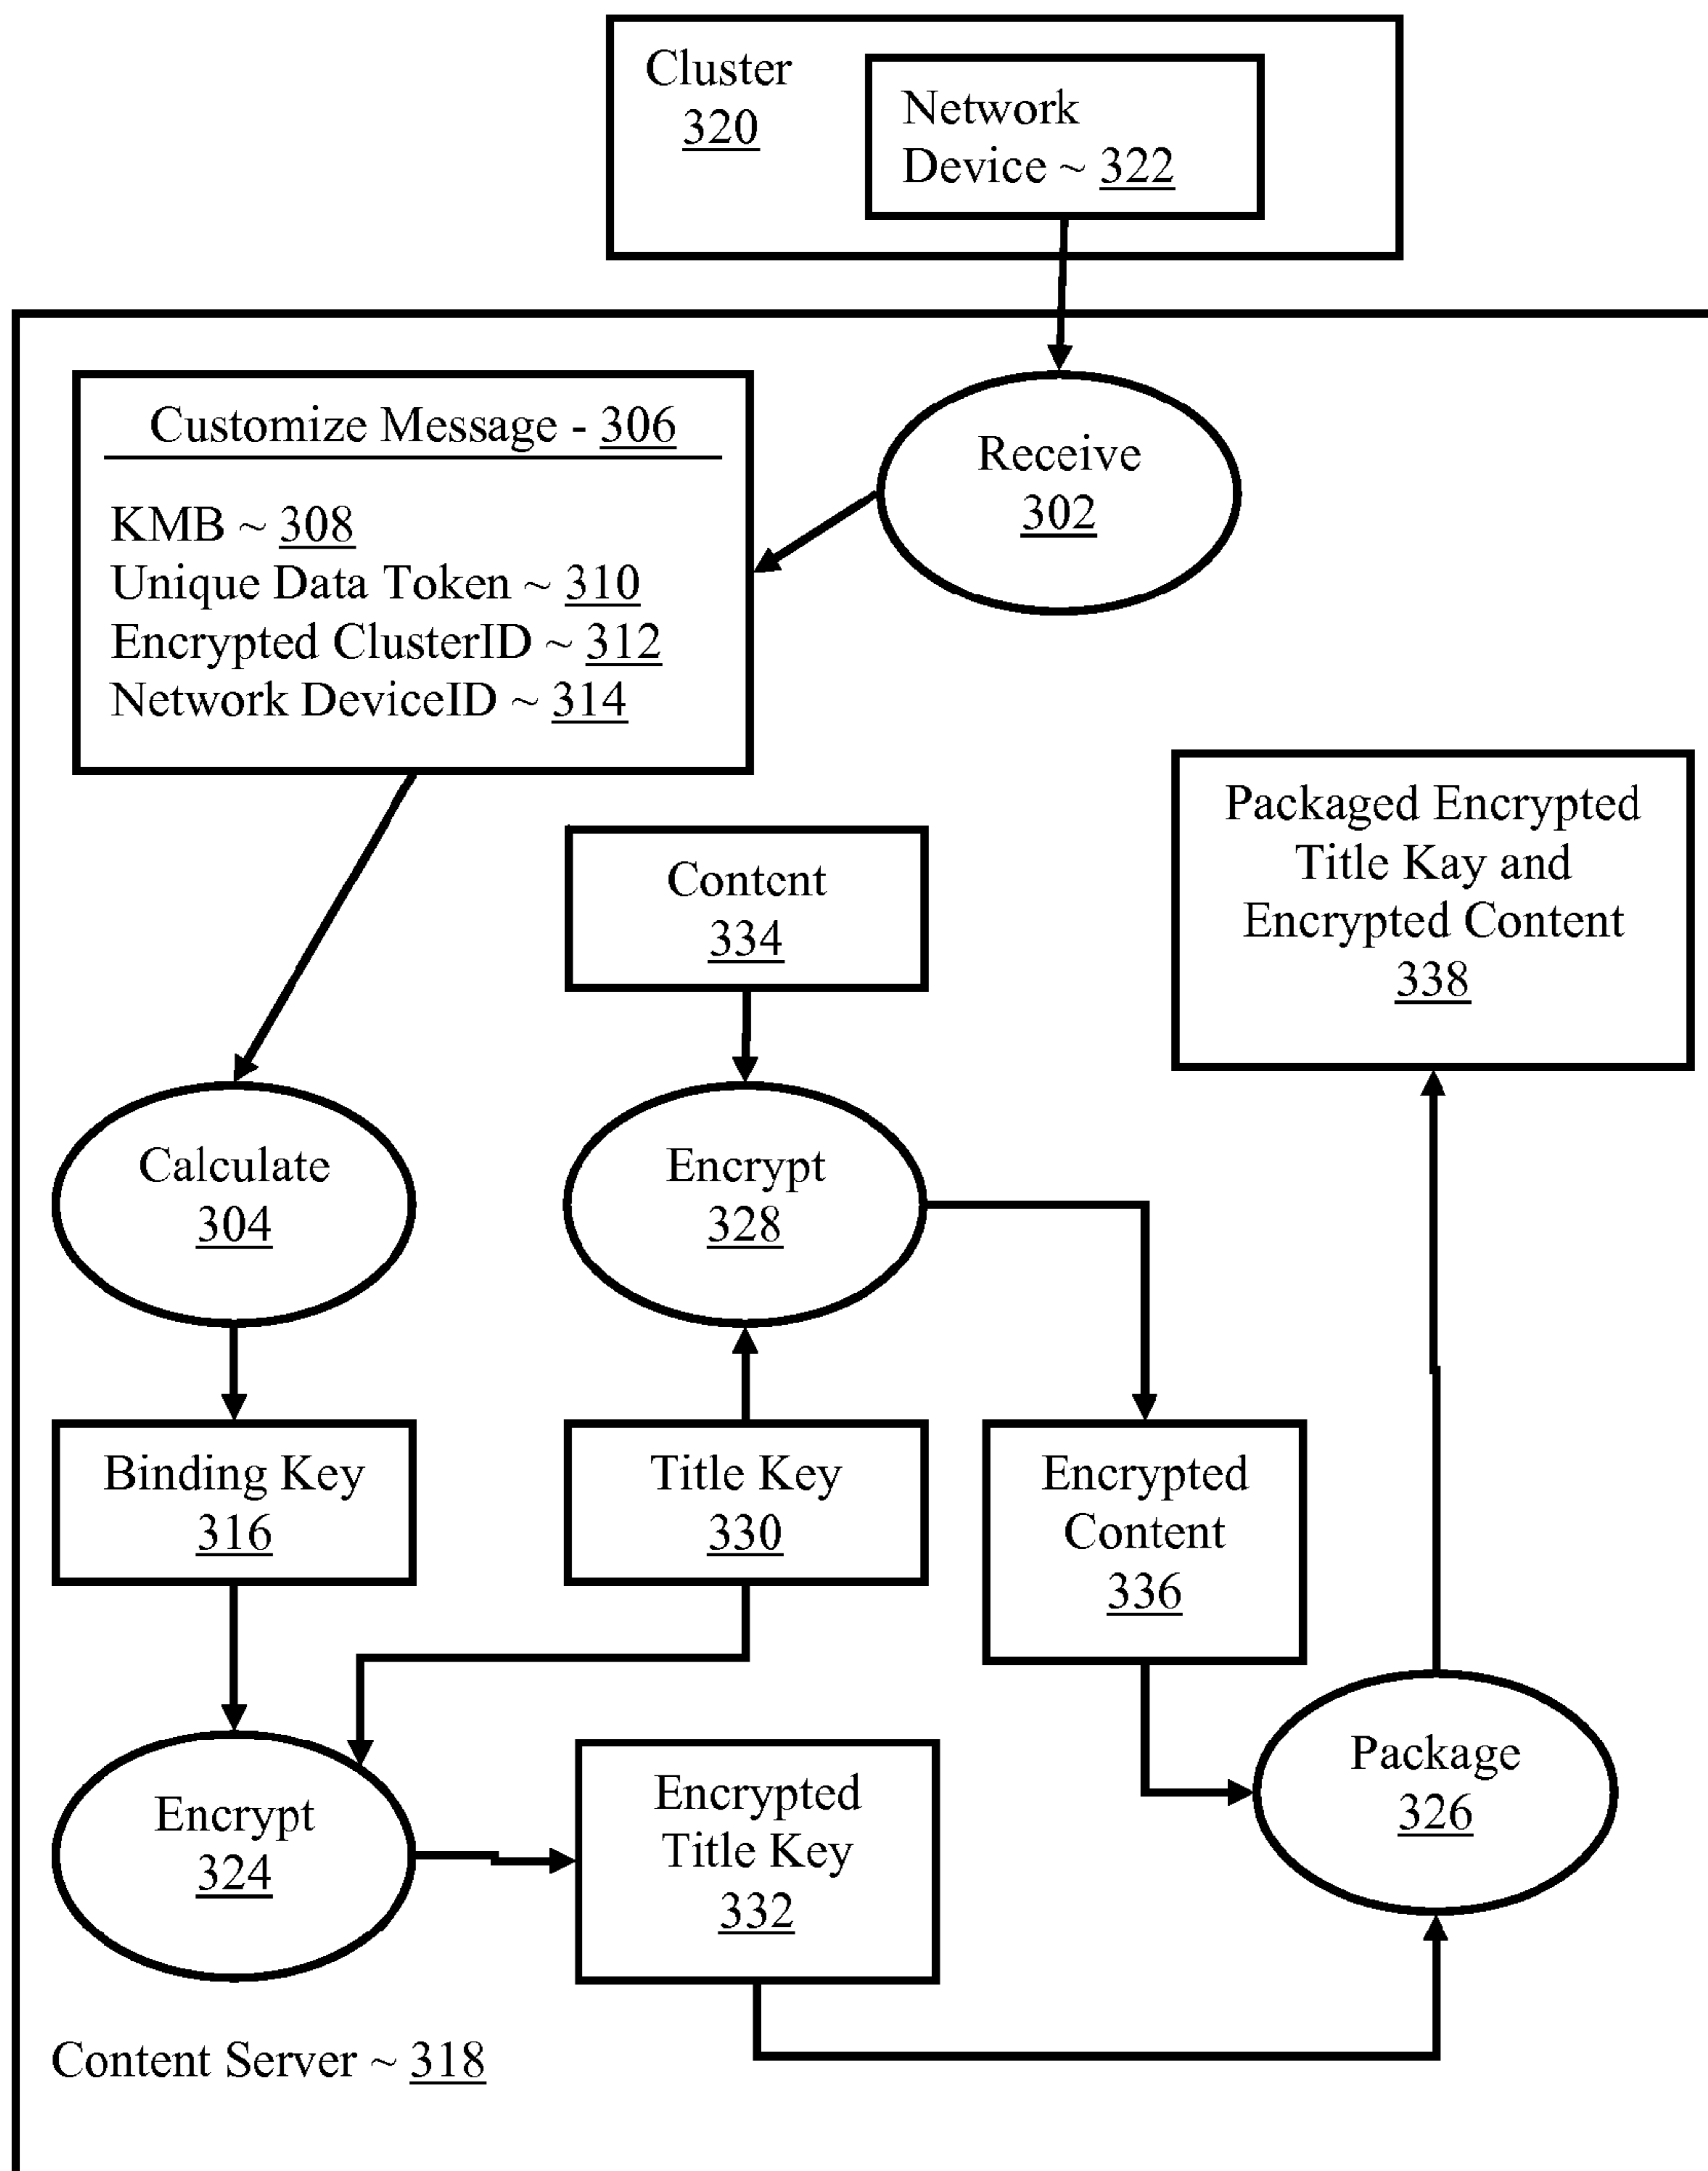 Cluster
320
Network
Device ~ 322
Customize Message - 306
KMB ~ 308
Unique Data Token ~ 310
Encrypted ClusterID ~ 312
Network DeviceID ~ 314
Receive
302
Packaged Encrypted
Title Kay and
Encrypted Content
338
Content
334
Calculate
304
Encrypt
328
Binding Key
316
Title Key
330
Encrypted
Content
336
Encrypt
324
Encrypted
Title Key
332
Package
326
Content Server ~ 318